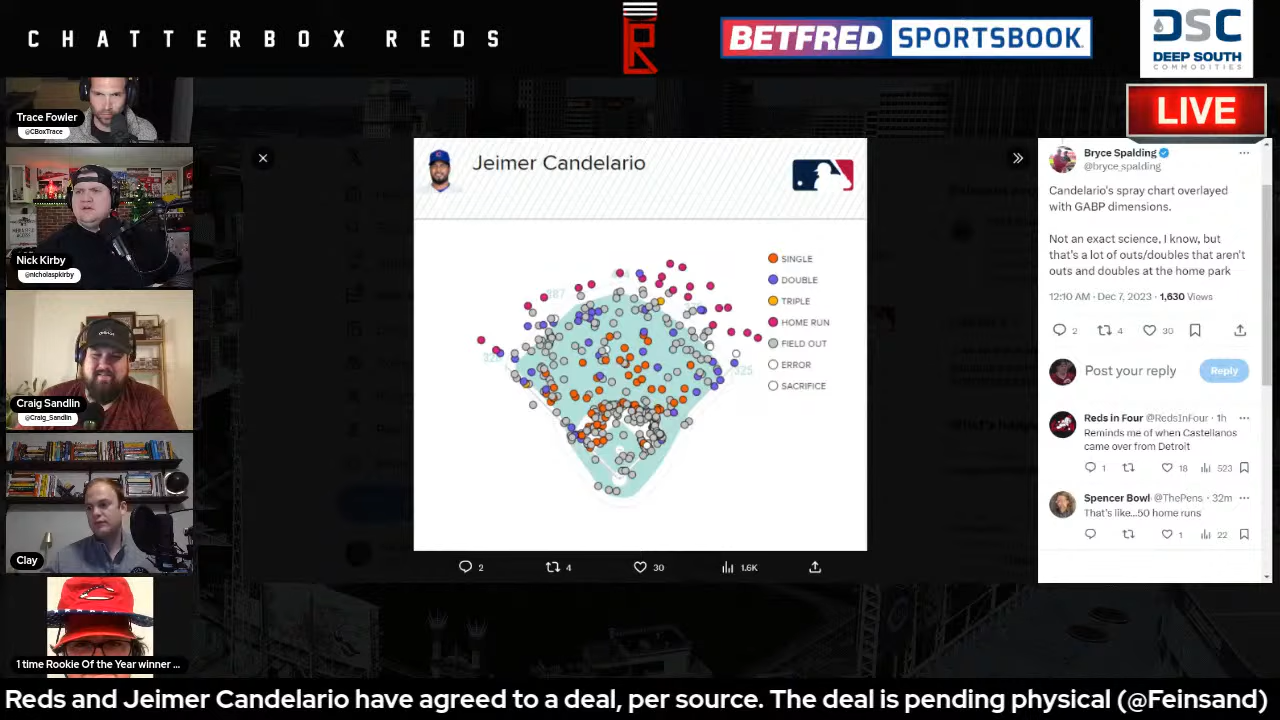 CHATTERBOX REDS
R
BETFRED SPORTSBOOK
DSC
DEEP SOUTH
COMMODITIES
LIVE
Trace Fowler
@CBoxTrace
Nick Kirby
@nicholaspkirby
Craig Sandlin
@Craig_Sandlin
Clay
1 time Rookie Of the Year winner ...
Jeimer Candelario
SINGLE
DOUBLE
TRIPLE
HOME RUN
FIELD OUT
ERROR
SACRIFICE
387
325
2
4
30
1.6K
Bryce Spalding
@bryce_spalding
Candelario's spray chart overlayed
with GABP dimensions.
Not an exact science, I know, but
that's a lot of outs/doubles that aren't
outs and doubles at the home park
12:10 AM · Dec 7, 2023 · 1,630 Views
2
4
30
Post your reply
Reply
Reds in Four @RedsInFour · 1h
Reminds me of when Castellanos
came over from Detroit
1
18
523
Spencer Bowl @ThePens · 32m
That's like...50 home runs
1
22
Reds and Jeimer Candelario have agreed to a deal, per source. The deal is pending physical (@Feinsand)